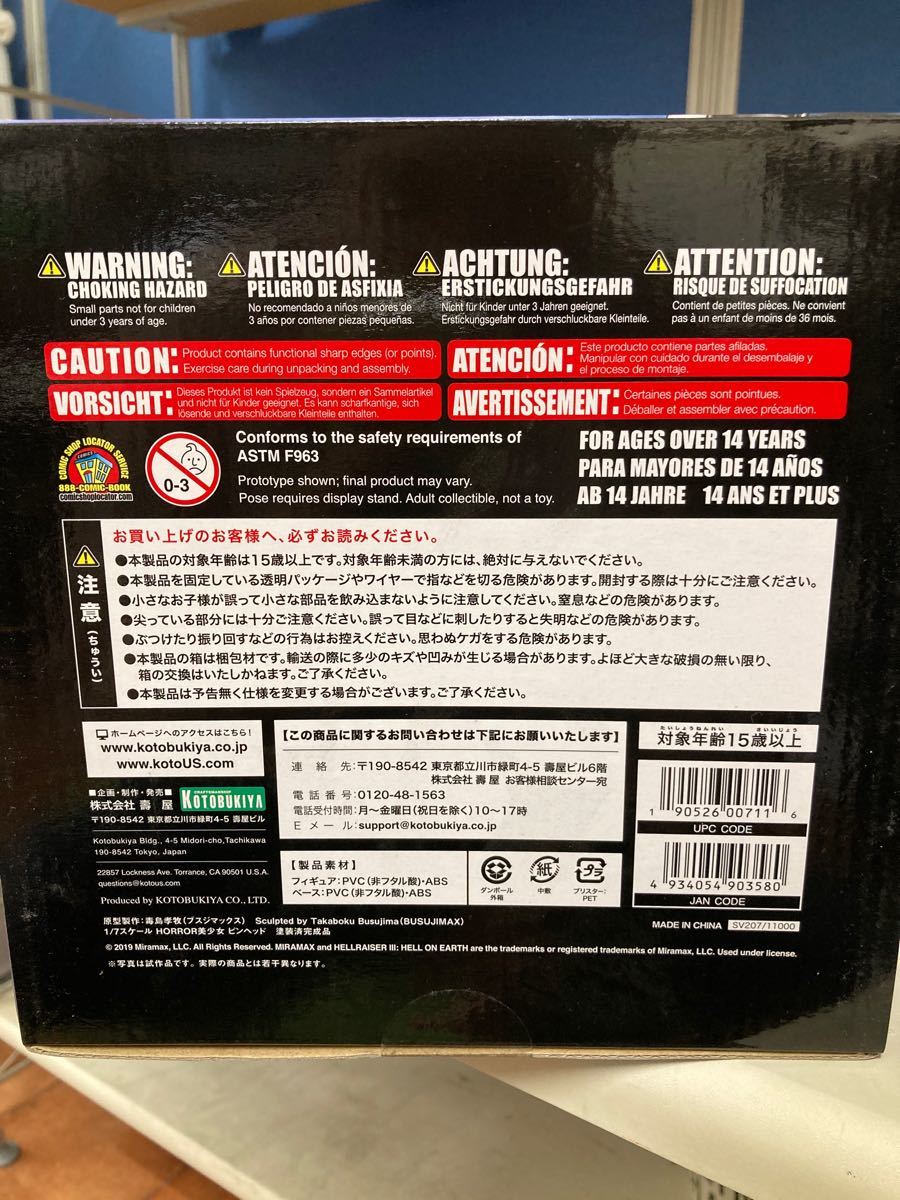 WARNING:
CHOKING HAZARD
Small parts not for children
under 3 years of age.
ATENCIÓN:
PELIGRO DE ASFIXIA
No recomendado a niños menores de
3 años por contener piezas pequeñas.
ACHTUNG:
ERSTICKUNGSGEFAHR
Nicht für Kinder unter 3 Jahren geeignet.
Erstickungsgefahr durch verschluckbare Kleinteile.
ATTENTION:
RISQUE DE SUFFOCATION
Contient de petites pièces. Ne convient
pas à un enfant de moins de 36 mois.
CAUTION:
Product contains functional sharp edges (or points).
Exercise care during unpacking and assembly.
ATENCIÓN:
Este producto contiene partes afiladas.
Manipular con cuidado durante el desembalaje y
el proceso de montaje.
VORSICHT:
Dieses Produkt ist kein Spielzeug, sondern ein Sammelartikel
und nicht für Kinder geeignet. Es kann scharfkantige, sich
lösende und verschluckbare Kleinteile enthalten.
AVERTISSEMENT:
Certaines pièces sont pointues.
Déballer et assembler avec précaution.
COMIC SHOP LOCATOR SERVICE
COMICS
888-COMIC-BOOK
comicshoplocator.com
0-3
Conforms to the safety requirements of
ASTM F963
Prototype shown; final product may vary.
Pose requires display stand. Adult collectible, not a toy.
FOR AGES OVER 14 YEARS
PARA MAYORES DE 14 AÑOS
AB 14 JAHRE 14 ANS ET PLUS
注意(ちゅうい)
お買い上げのお客様へ、必ずお読みください。
●本製品の対象年齢は15歳以上です。対象年齢未満の方には、絶対に与えないでください。
●本製品を固定している透明パッケージやワイヤーで指などを切る危険があります。開封する際は十分にご注意ください。
●小さなお子様が誤って小さな部品を飲み込まないように注意してください。窒息などの危険があります。
●尖っている部分には十分ご注意ください。誤って目などに刺したりすると失明などの危険があります。
●ぶつけたり振り回すなどの行為はお控えください。思わぬケガをする危険があります。
●本製品の箱は梱包材です。輸送の際に多少のキズや凹みが生じる場合があります。よほど大きな破損の無い限り、
箱の交換はいたしかねます。ご了承ください。
●本製品は予告無く仕様を変更する場合がございます。ご了承ください。
ホームページへのアクセスはこちら!
www.kotobukiya.co.jp
www.kotoUS.com
■企画・制作・発売■
株式会社 壽 屋
CRAFTSMANSHIP
KOTOBUKIYA
〒190-8542 東京都立川市緑町4-5 壽屋ビル
Kotobukiya Bldg., 4-5 Midori-cho,Tachikawa
190-8542 Tokyo, Japan
22857 Lockness Ave. Torrance, CA 90501 U.S.A.
questions@kotous.com
Produced by KOTOBUKIYA CO., LTD.
【この商品に関するお問い合わせは下記にお願いいたします】
連 絡 先:〒190-8542 東京都立川市緑町4-5 壽屋ビル6階
株式会社 壽 屋 お客様相談センター宛
電 話 番 号:0120-48-1563
電話受付時間:月〜金曜日(祝日を除く)10〜17時
E メ ー ル:support@kotobukiya.co.jp
【製品素材】
フィギュア:PVC(非フタル酸)・ABS
ベース:PVC(非フタル酸)・ABS
ダンボール
外箱
紙
中敷
プラ
ブリスター:
PET
たいしょうねんれい さいいじょう
対象年齢15歳以上
1 90526 00711 6
UPC CODE
4 934054 903580
JAN CODE
MADE IN CHINA SV207/11000
原型製作:毒島孝牧(ブスジマックス) Sculpted by Takaboku Busujima(BUSUJIMAX)
1/7スケール HORROR美少女 ピンヘッド 塗装済完成品
© 2019 Miramax, LLC. All Rights Reserved. MIRAMAX and HELLRAISER III: HELL ON EARTH are the trademarks or registered trademarks of Miramax, LLC. Used under license.
※写真は試作品です。実際の商品とは若干異なります。